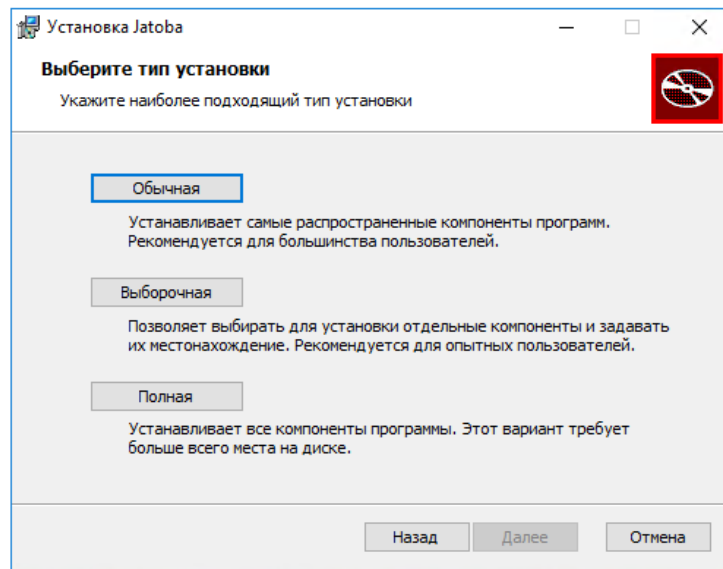 Установка Jatoba
Выберите тип установки
Укажите наиболее подходящий тип установки
Обычная
Устанавливает самые распространенные компоненты программ.
Рекомендуется для большинства пользователей.
Выборочная
Позволяет выбирать для установки отдельные компоненты и задавать
их местонахождение. Рекомендуется для опытных пользователей.
Полная
Устанавливает все компоненты программы. Этот вариант требует
больше всего места на диске.
Назад Далее Отмена